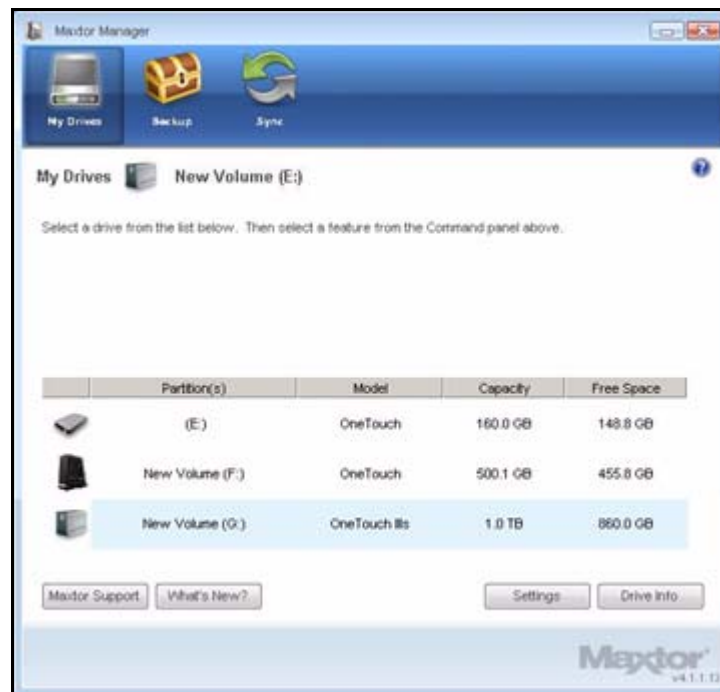 Maxtor Manager
My Drives Backup Sync
My Drives New Volume (E:)
Select a drive from the list below. Then select a feature from the Command panel above.
Partition(s) Model Capacity Free Space
(E:) OneTouch 160.0 GB 148.8 GB
New Volume (F:) OneTouch 500.1 GB 455.8 GB
New Volume (G:) OneTouch IIIs 1.0 TB 860.0 GB
Maxtor Support What's New? Settings Drive Info
Maxtor